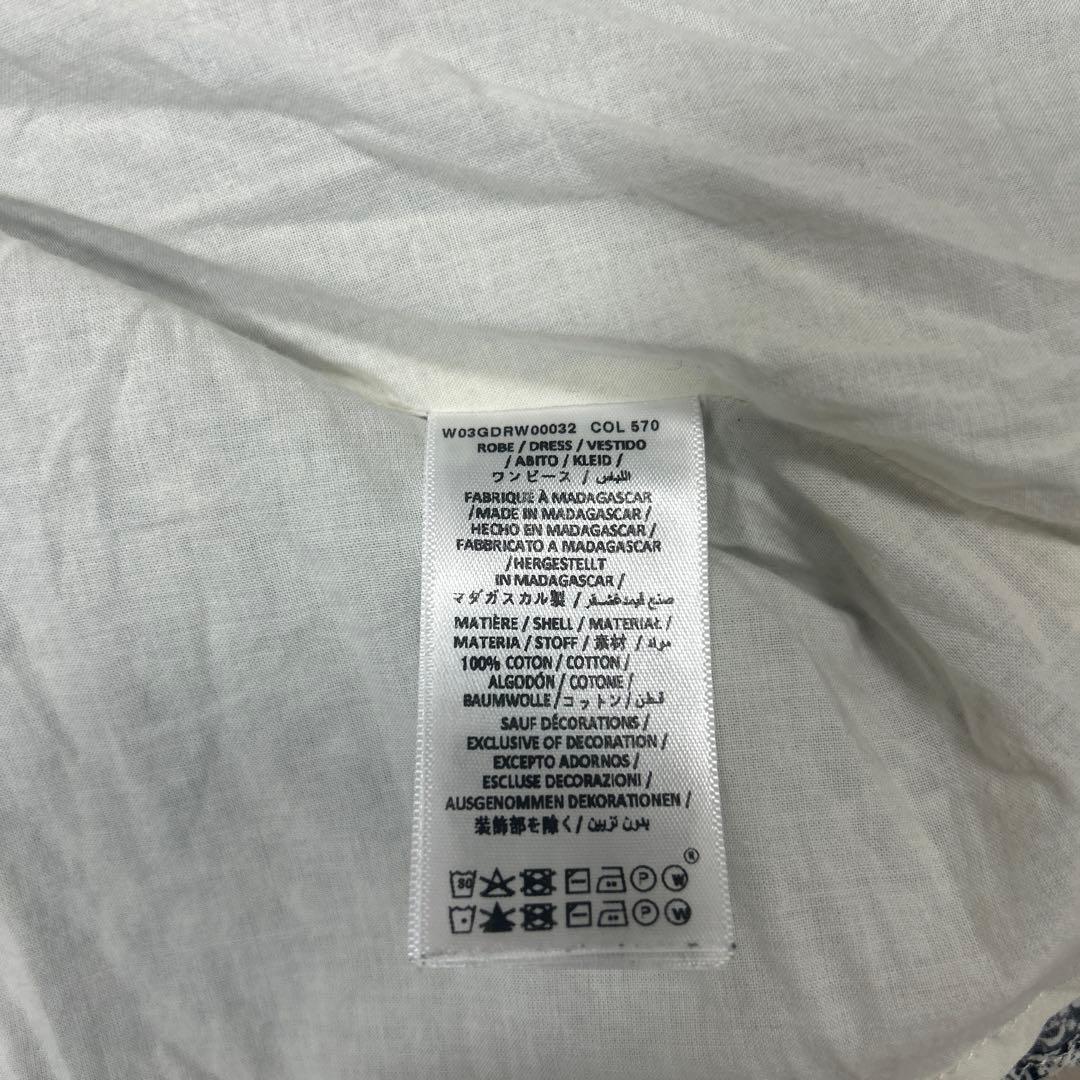 W03GDRW00032 COL 570
ROBE / DRESS / VESTIDO
/ ABITO / KLEID /
ワンピース / اللباس
FABRIQUÉ À MADAGASCAR
/ MADE IN MADAGASCAR /
HECHO EN MADAGASCAR /
FABBRICATO A MADAGASCAR
/ HERGESTELLT
IN MADAGASCAR /
マダガスカル製 / صنع في
MATIÈRE / SHELL / MATERIAL /
MATERIA / STOFF / 素材 / مواد
100% COTON / COTTON /
ALGODÓN / COTONE /
BAUMWOLLE / コットン / قطن
SAUF DÉCORATIONS /
EXCLUSIVE OF DECORATION /
EXCEPTO ADORNOS /
ESCLUSE DECORAZIONI /
AUSGENOMMEN DEKORATIONEN /
装飾部を除く / بدون تزيين
®
30 P W
P W